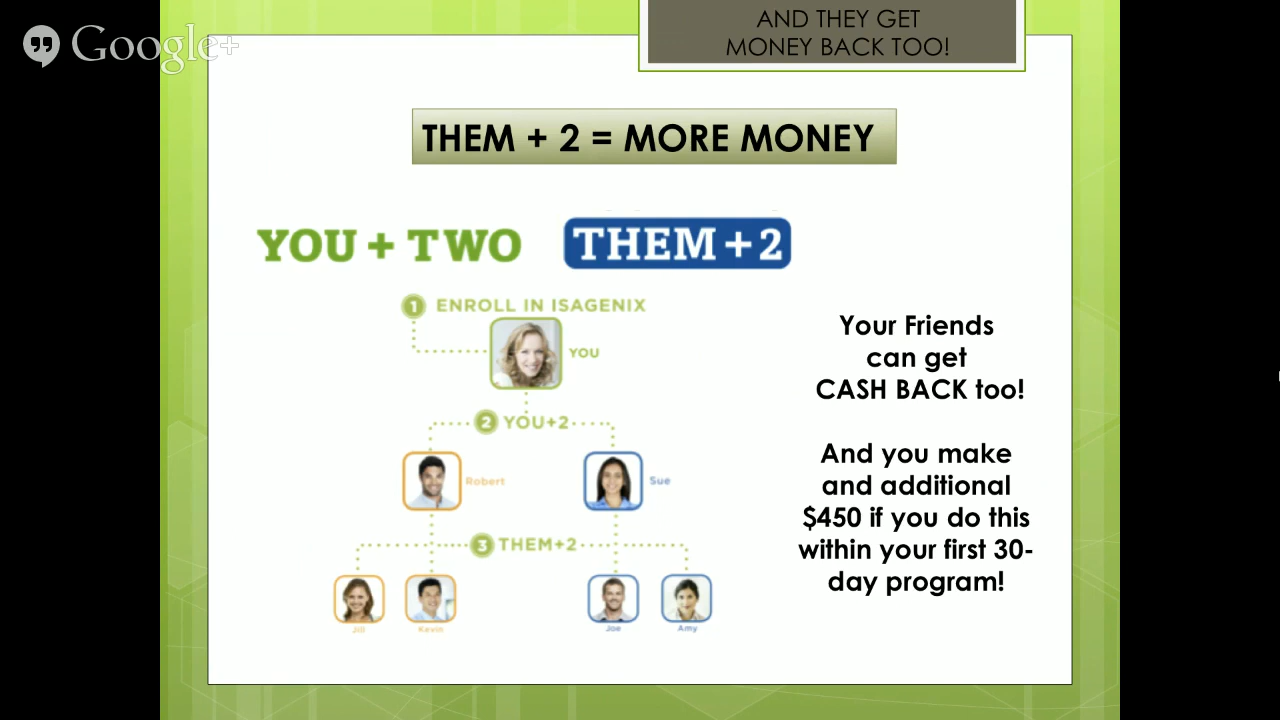 Google+
AND THEY GET
MONEY BACK TOO!
THEM + 2 = MORE MONEY
YOU + TWO
THEM + 2
1 ENROLL IN ISAGENIX
YOU
2 YOU+2
Robert
Sue
3 THEM+2
Jill
Kevin
Joe
Amy
Your Friends
can get
CASH BACK too!
And you make
and additional
$450 if you do this
within your first 30-
day program!